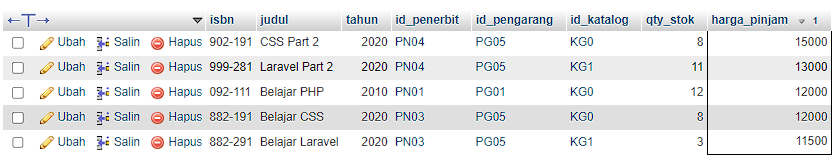 isbn judul tahun id_penerbit id_pengarang id_katalog qty_stok harga_pinjam 1
Ubah Salin Hapus 902-191 CSS Part 2 2020 PN04 PG05 KG0 8 15000
Ubah Salin Hapus 999-281 Laravel Part 2 2020 PN04 PG05 KG1 11 13000
Ubah Salin Hapus 092-111 Belajar PHP 2010 PN01 PG01 KG0 12 12000
Ubah Salin Hapus 882-191 Belajar CSS 2020 PN03 PG05 KG0 8 12000
Ubah Salin Hapus 882-291 Belajar Laravel 2020 PN03 PG05 KG1 3 11500